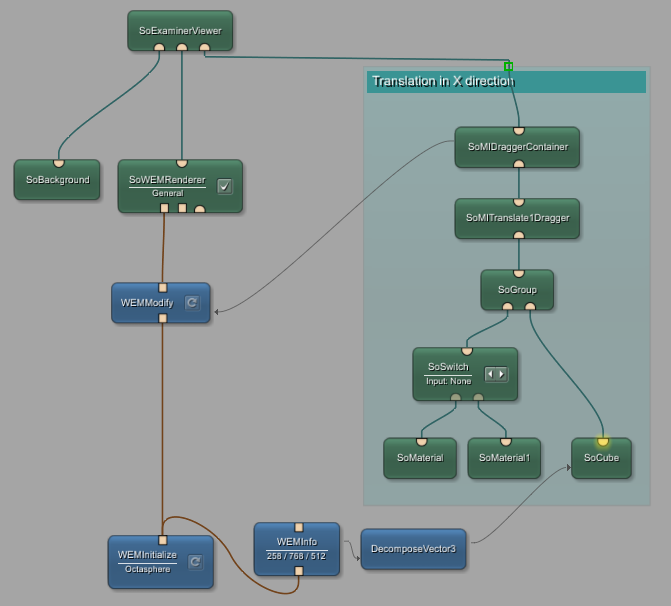 SoExaminerViewer
Translation in X direction
SoMIDraggerContainer
SoBackground
SoWEMRenderer
General
SoMITranslate1Dragger
WEMModify
SoGroup
SoSwitch
Input: None
SoMaterial
SoMaterial1
SoCube
WEMInitialize
Octasphere
WEMInfo
258 / 768 / 512
DecomposeVector3